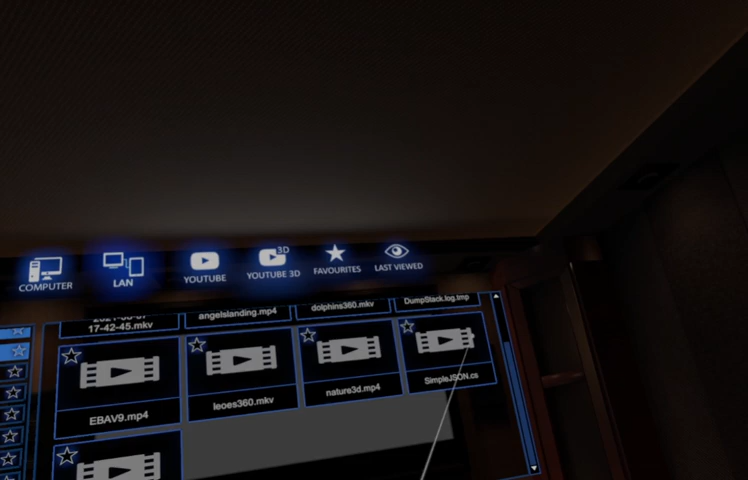 COMPUTER
LAN
YOUTUBE
3D
YOUTUBE 3D
FAVOURITES
LAST VIEWED
17-42-45.mkv
angelslanding.mp4
dolphins360.mkv
DumpStack.log.tmp
EBAV9.mp4
leoes360.mkv
nature3d.mp4
SimpleJSON.cs